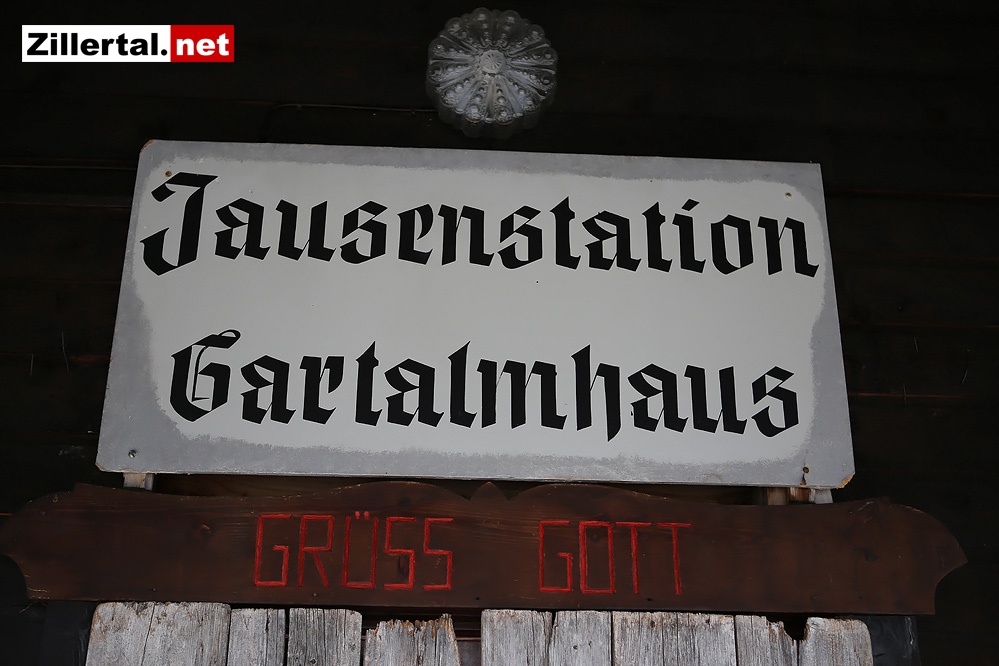 Zillertal.net
Jausenstation
Gartalmhaus
GRÜSS GOTT